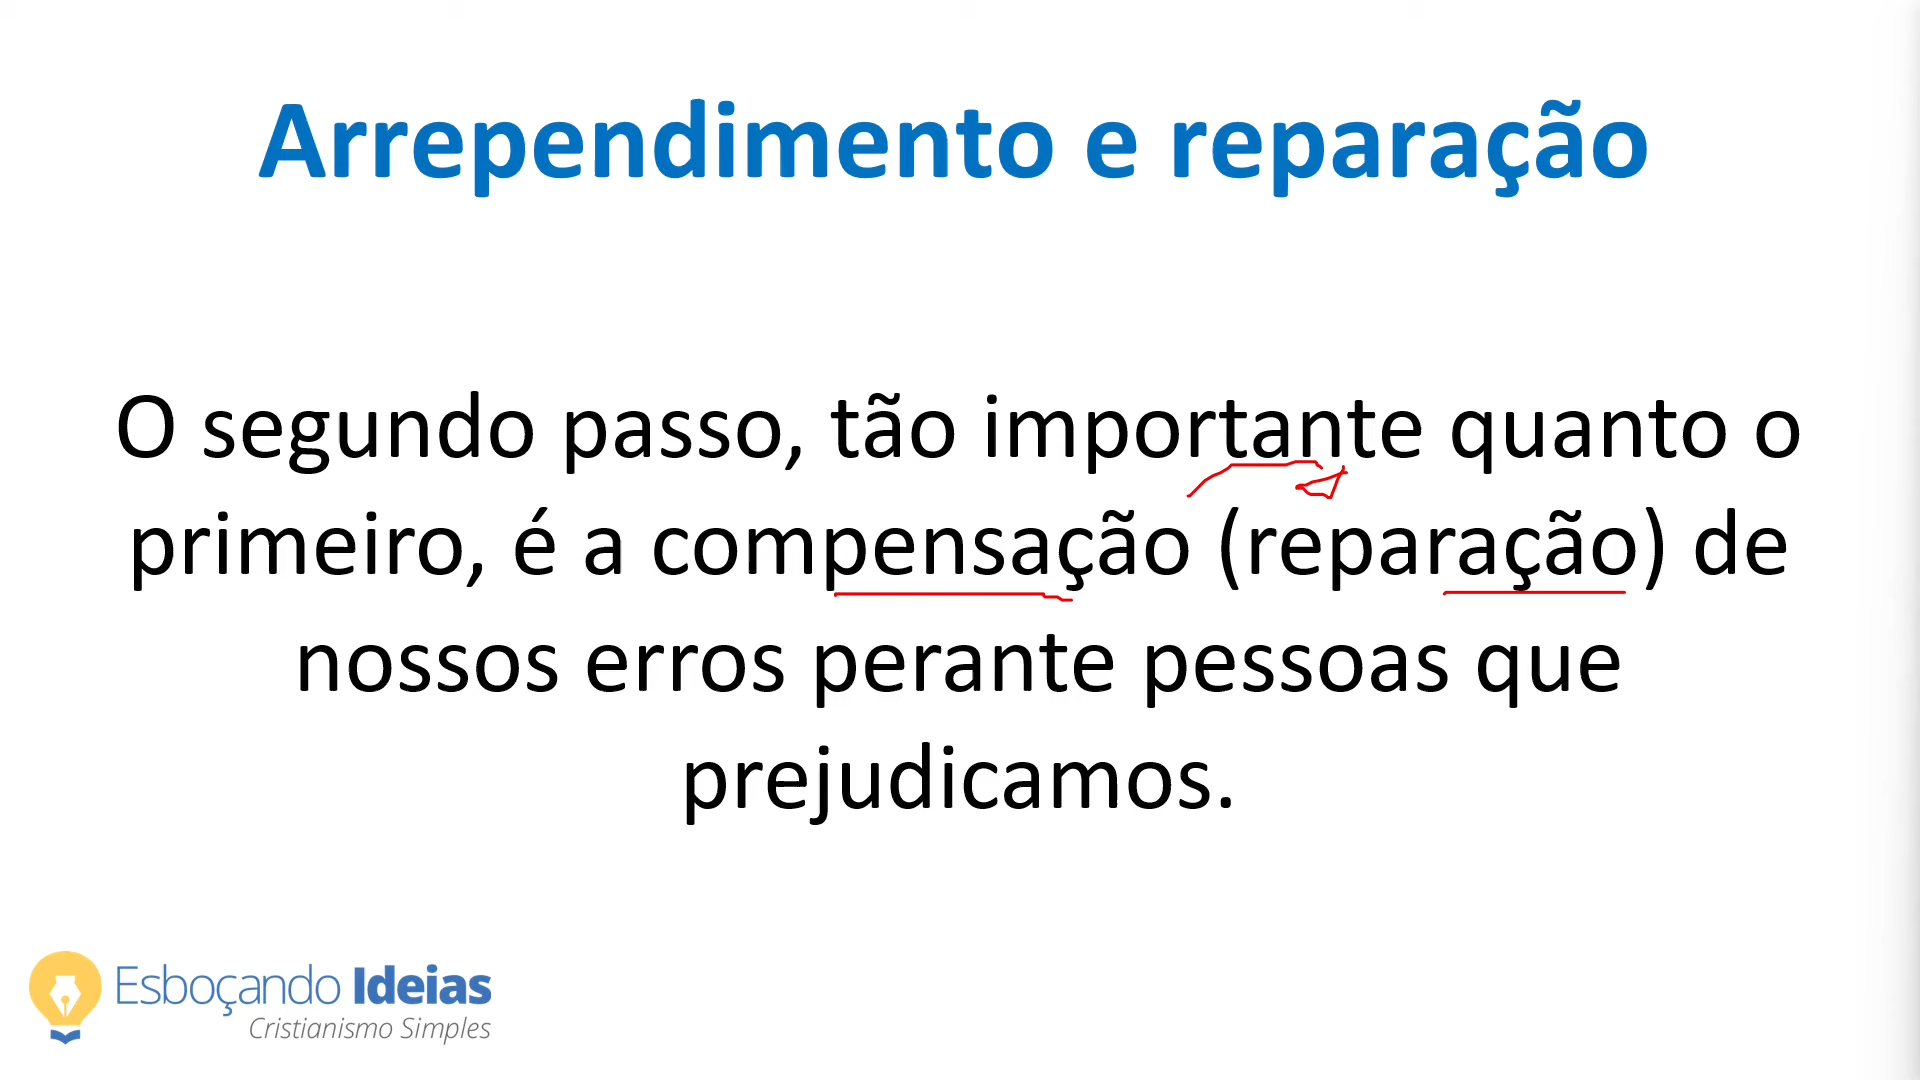 Arrependimento e reparação
O segundo passo, tão importante quanto o
primeiro, é a compensação (reparação) de
nossos erros perante pessoas que
prejudicamos.
Esboçando Ideias
Cristianismo Simples